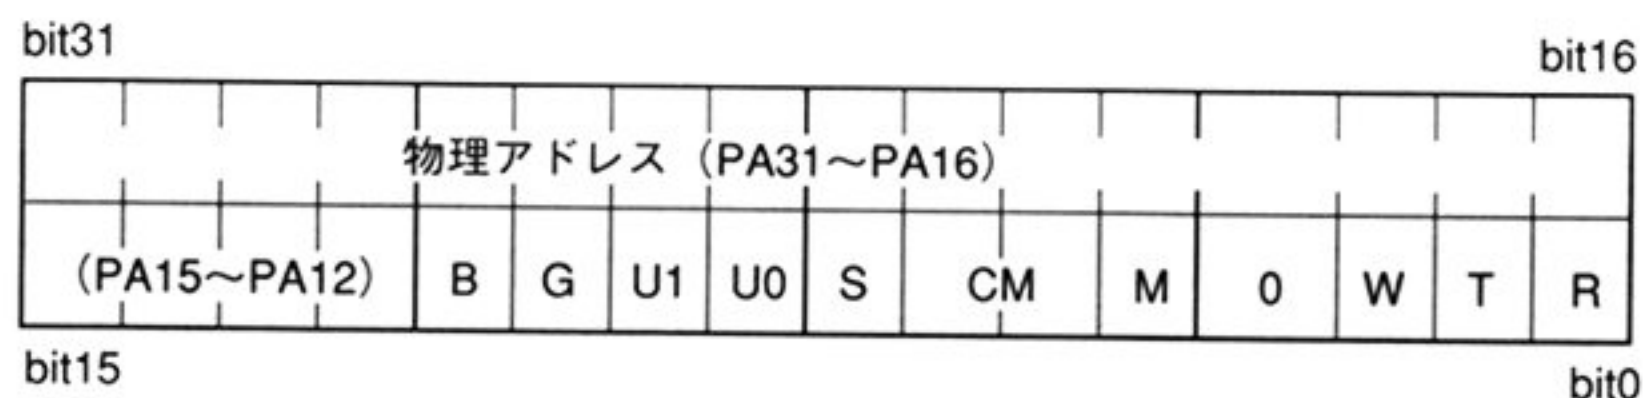 bit31
bit16
物理アドレス（PA31～PA16）
（PA15～PA12） B G U1 U0 S CM M 0 W T R
bit15
bit0